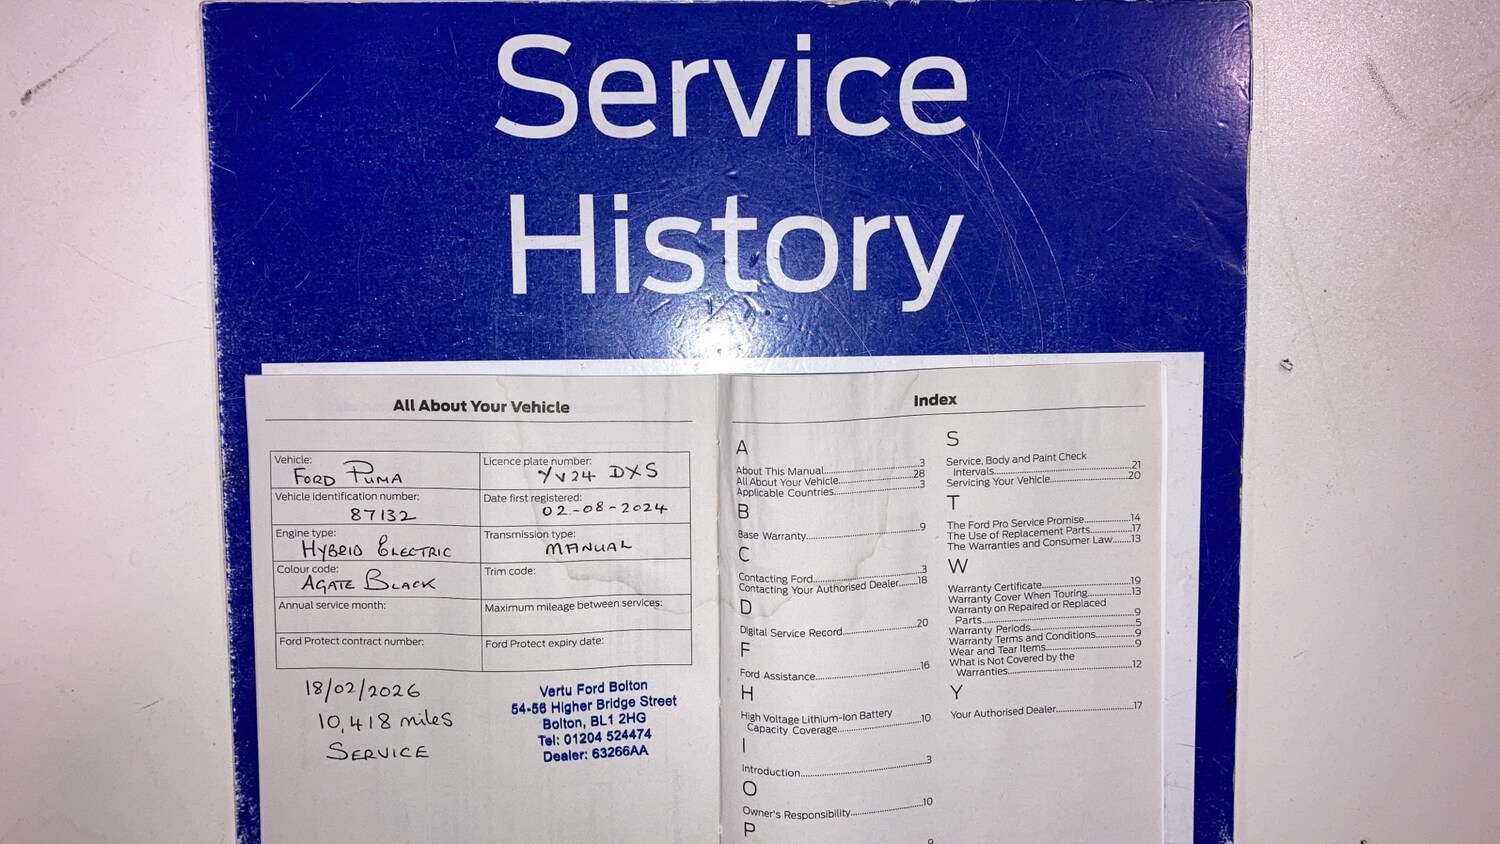 Service
History
All About Your Vehicle
Vehicle:
FORD PUMA
Licence plate number:
YV24 DXS
Vehicle identification number:
87132
Date first registered:
02-08-2024
Engine type:
HYBRID ELECTRIC
Transmission type:
MANUAL
Colour code:
AGATE BLACK
Trim code:
Annual service month:
Maximum mileage between services:
Ford Protect contract number:
Ford Protect expiry date:
18/02/2026
10,418 miles
SERVICE
Vertu Ford Bolton
54-56 Higher Bridge Street
Bolton, BL1 2HG
Tel: 01204 524474
Dealer: 63266AA
Index
A
About This Manual...3
All About Your Vehicle...28
Applicable Countries...3
B
Base Warranty...9
C
Contacting Ford...3
Contacting Your Authorised Dealer...18
D
Digital Service Record...20
F
Ford Assistance...16
H
High Voltage Lithium-Ion Battery
Capacity Coverage...10
I
Introduction...3
O
Owner's Responsibility...10
P
S
Service, Body and Paint Check
Intervals...21
Servicing Your Vehicle...20
T
The Ford Pro Service Promise...14
The Use of Replacement Parts...17
The Warranties and Consumer Law...13
W
Warranty Certificate...19
Warranty Cover When Touring...13
Warranty on Repaired or Replaced
Parts...9
Warranty Periods...5
Warranty Terms and Conditions...9
Wear and Tear Items...9
What is Not Covered by the
Warranties...12
Y
Your Authorised Dealer...17